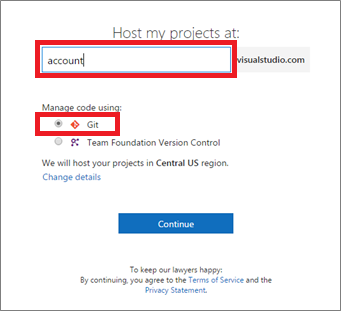 Host my projects at:
account
visualstudio.com
Manage code using:
Git
Team Foundation Version Control
We will host your projects in Central US region.
Change details
Continue
To keep our lawyers happy:
By continuing, you agree to the Terms of Service and the
Privacy Statement.